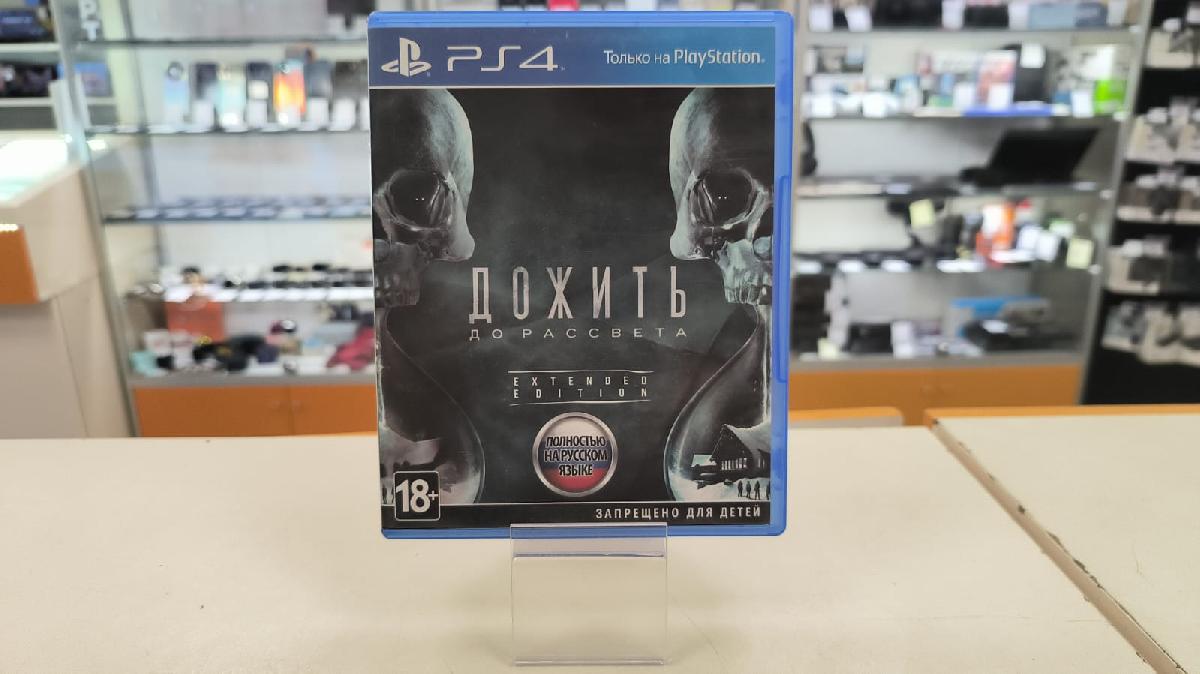 PS4
Только на PlayStation
ДОЖИТЬ
ДО РАССВЕТА
EXTENDED
EDITION
ПОЛНОСТЬЮ
НА РУССКОМ
ЯЗЫКЕ
18+
ЗАПРЕЩЕНО ДЛЯ ДЕТЕЙ